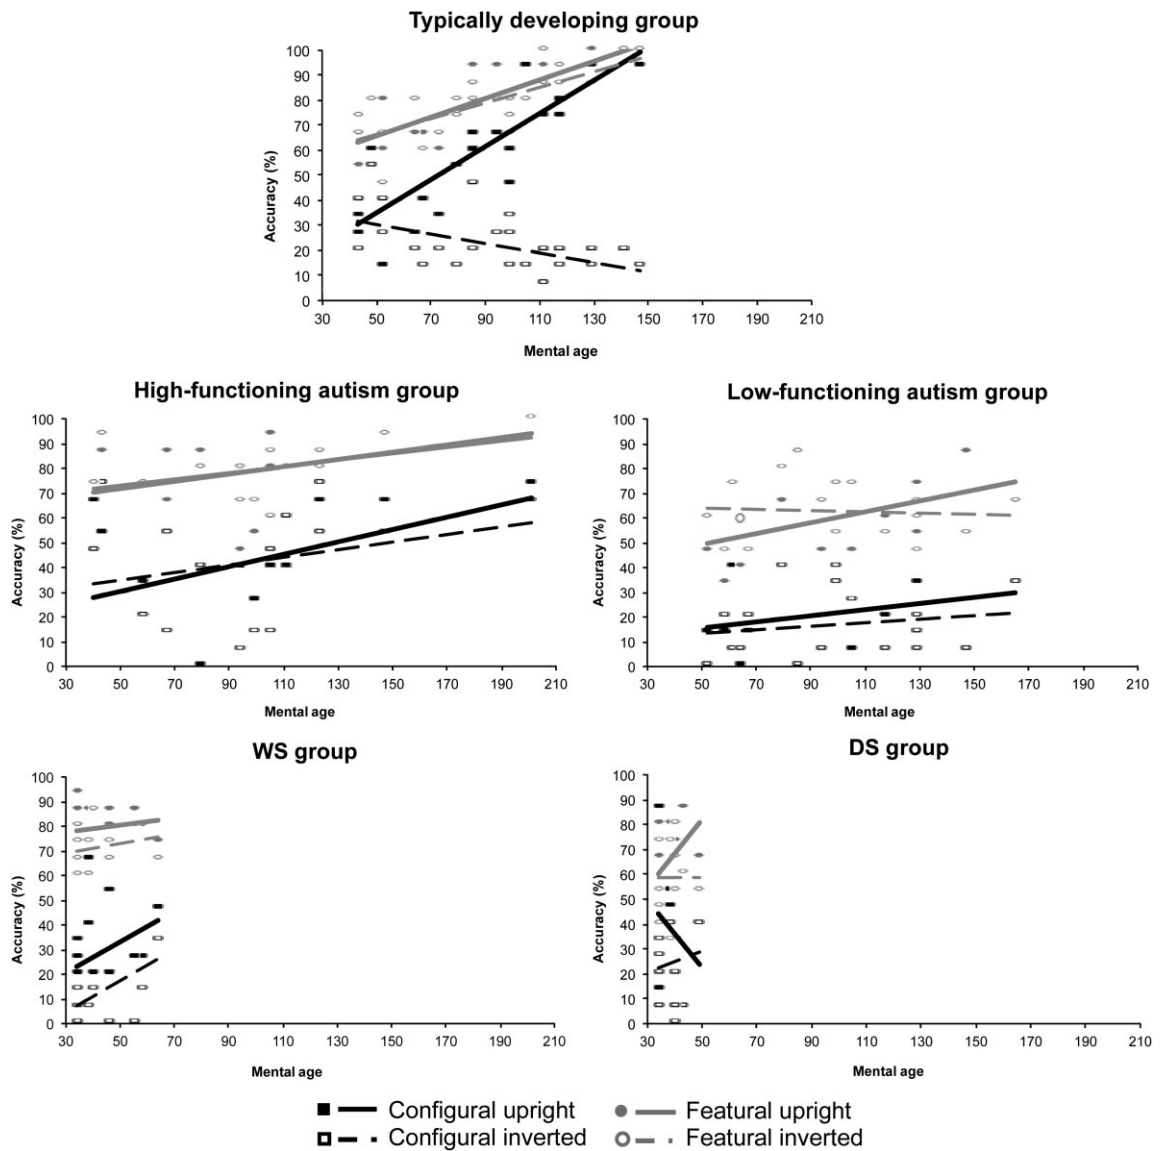 Typically developing group
Accuracy (%)
100
90
80
70
60
50
40
30
20
10
0
30 50 70 90 110 130 150 170 190 210
Mental age
High-functioning autism group
Accuracy (%)
100
90
80
70
60
50
40
30
20
10
0
30 50 70 90 110 130 150 170 190 210
Mental age
Low-functioning autism group
Accuracy (%)
100
90
80
70
60
50
40
30
20
10
0
30 50 70 90 110 130 150 170 190 210
Mental age
WS group
Accuracy (%)
100
90
80
70
60
50
40
30
20
10
0
30 50 70 90 110 130 150 170 190 210
Mental age
DS group
Accuracy (%)
100
90
80
70
60
50
40
30
20
10
0
30 50 70 90 110 130 150 170 190 210
Mental age
Configural upright
Featural upright
Configural inverted
Featural inverted